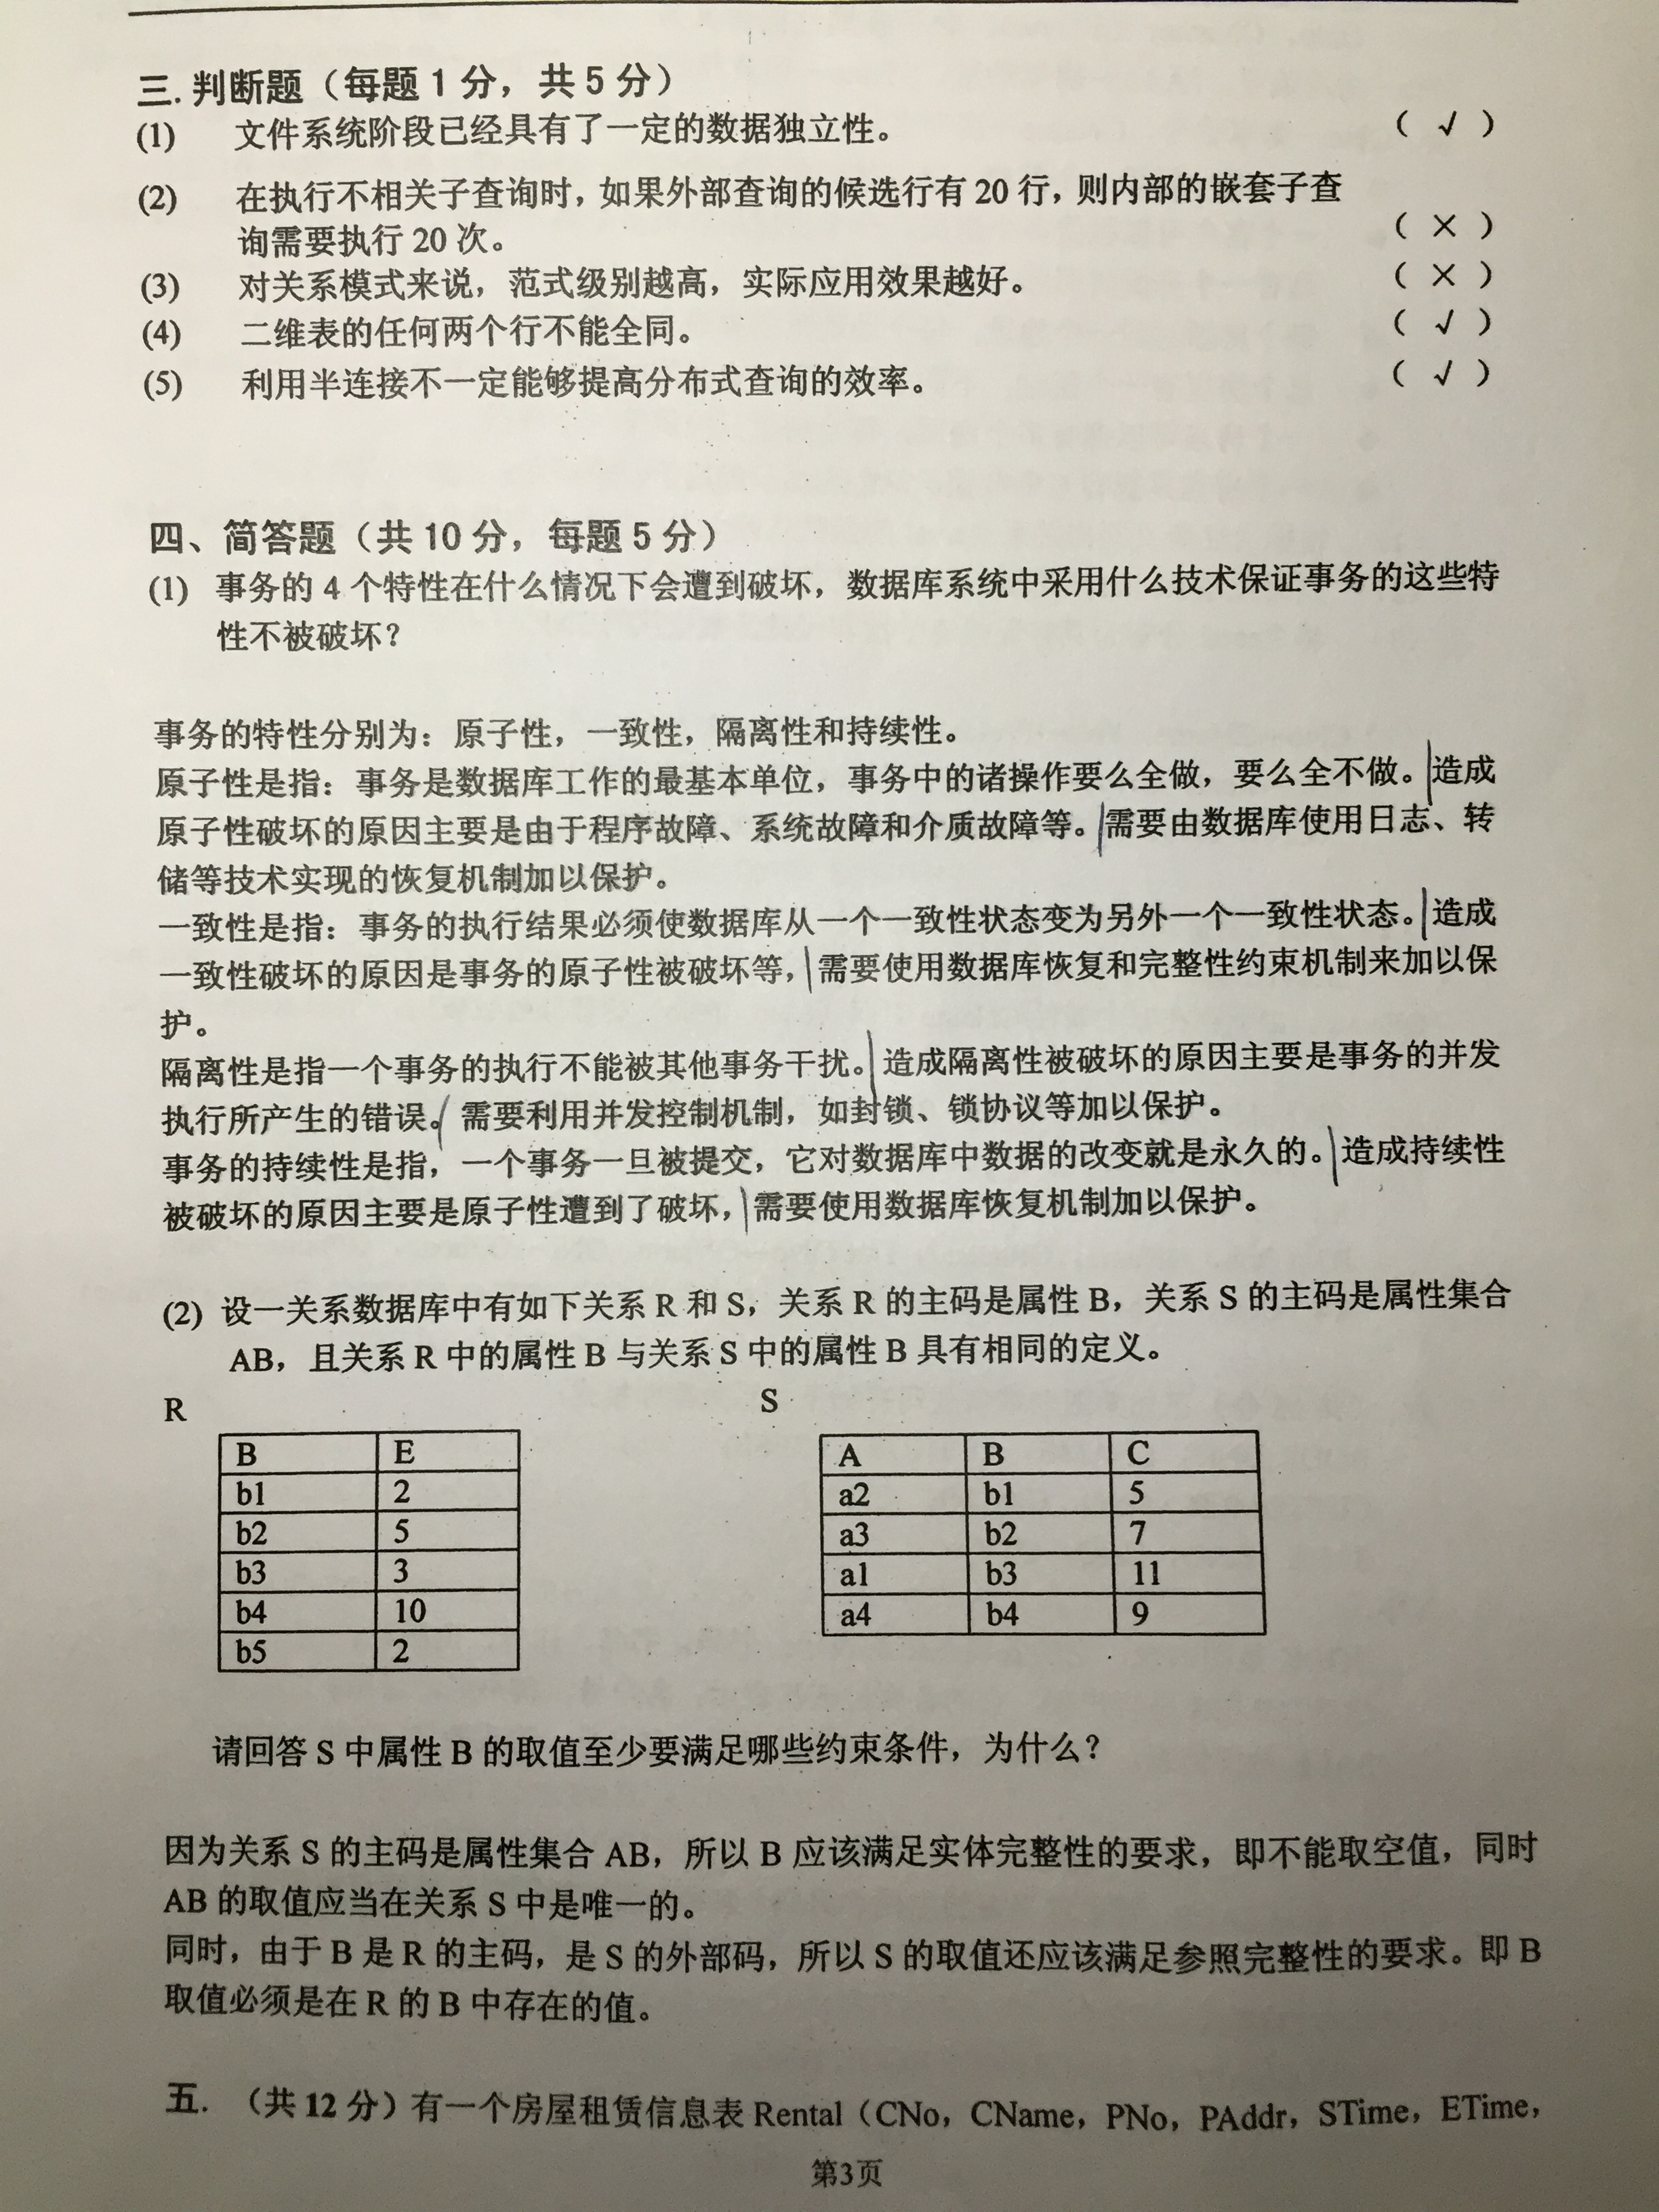 三. 判断题（每题 1 分，共 5 分）
(1) 文件系统阶段已经具有了一定的数据独立性。 （ √ ）
(2) 在执行不相关子查询时，如果外部查询的候选行有 20 行，则内部的嵌套子查
询需要执行 20 次。 （ × ）
(3) 对关系模式来说，范式级别越高，实际应用效果越好。 （ × ）
(4) 二维表的任何两个行不能全同。 （ √ ）
(5) 利用半连接不一定能够提高分布式查询的效率。 （ √ ）
四、简答题（共 10 分，每题 5 分）
(1) 事务的 4 个特性在什么情况下会遭到破坏，数据库系统中采用什么技术保证事务的这些特
性不被破坏？
事务的特性分别为：原子性，一致性，隔离性和持续性。
原子性是指：事务是数据库工作的最基本单位，事务中的诸操作要么全做，要么全不做。造成
原子性破坏的原因主要是由于程序故障、系统故障和介质故障等。需要由数据库使用日志、转
储等技术实现的恢复机制加以保护。
一致性是指：事务的执行结果必须使数据库从一个一致性状态变为另外一个一致性状态。造成
一致性破坏的原因是事务的原子性被破坏等，需要使用数据库恢复和完整性约束机制来加以保
护。
隔离性是指一个事务的执行不能被其他事务干扰。造成隔离性被破坏的原因主要是事务的并发
执行所产生的错误。需要利用并发控制机制，如封锁、锁协议等加以保护。
事务的持续性是指，一个事务一旦被提交，它对数据库中数据的改变就是永久的。造成持续性
被破坏的原因主要是原子性遭到了破坏，需要使用数据库恢复机制加以保护。
(2) 设一关系数据库中有如下关系 R 和 S，关系 R 的主码是属性 B，关系 S 的主码是属性集合
AB，且关系 R 中的属性 B 与关系 S 中的属性 B 具有相同的定义。
R
B E
b1 2
b2 5
b3 3
b4 10
b5 2
S
A B C
a2 b1 5
a3 b2 7
a1 b3 11
a4 b4 9
请回答 S 中属性 B 的取值至少要满足哪些约束条件，为什么？
因为关系 S 的主码是属性集合 AB，所以 B 应该满足实体完整性的要求，即不能取空值，同时
AB 的取值应当在关系 S 中是唯一的。
同时，由于 B 是 R 的主码，是 S 的外部码，所以 S 的取值还应该满足参照完整性的要求。即 B
取值必须是在 R 的 B 中存在的值。
五. （共 12 分）有一个房屋租赁信息表 Rental（CNo，CName，PNo，PAddr，STime，ETime，
第3页